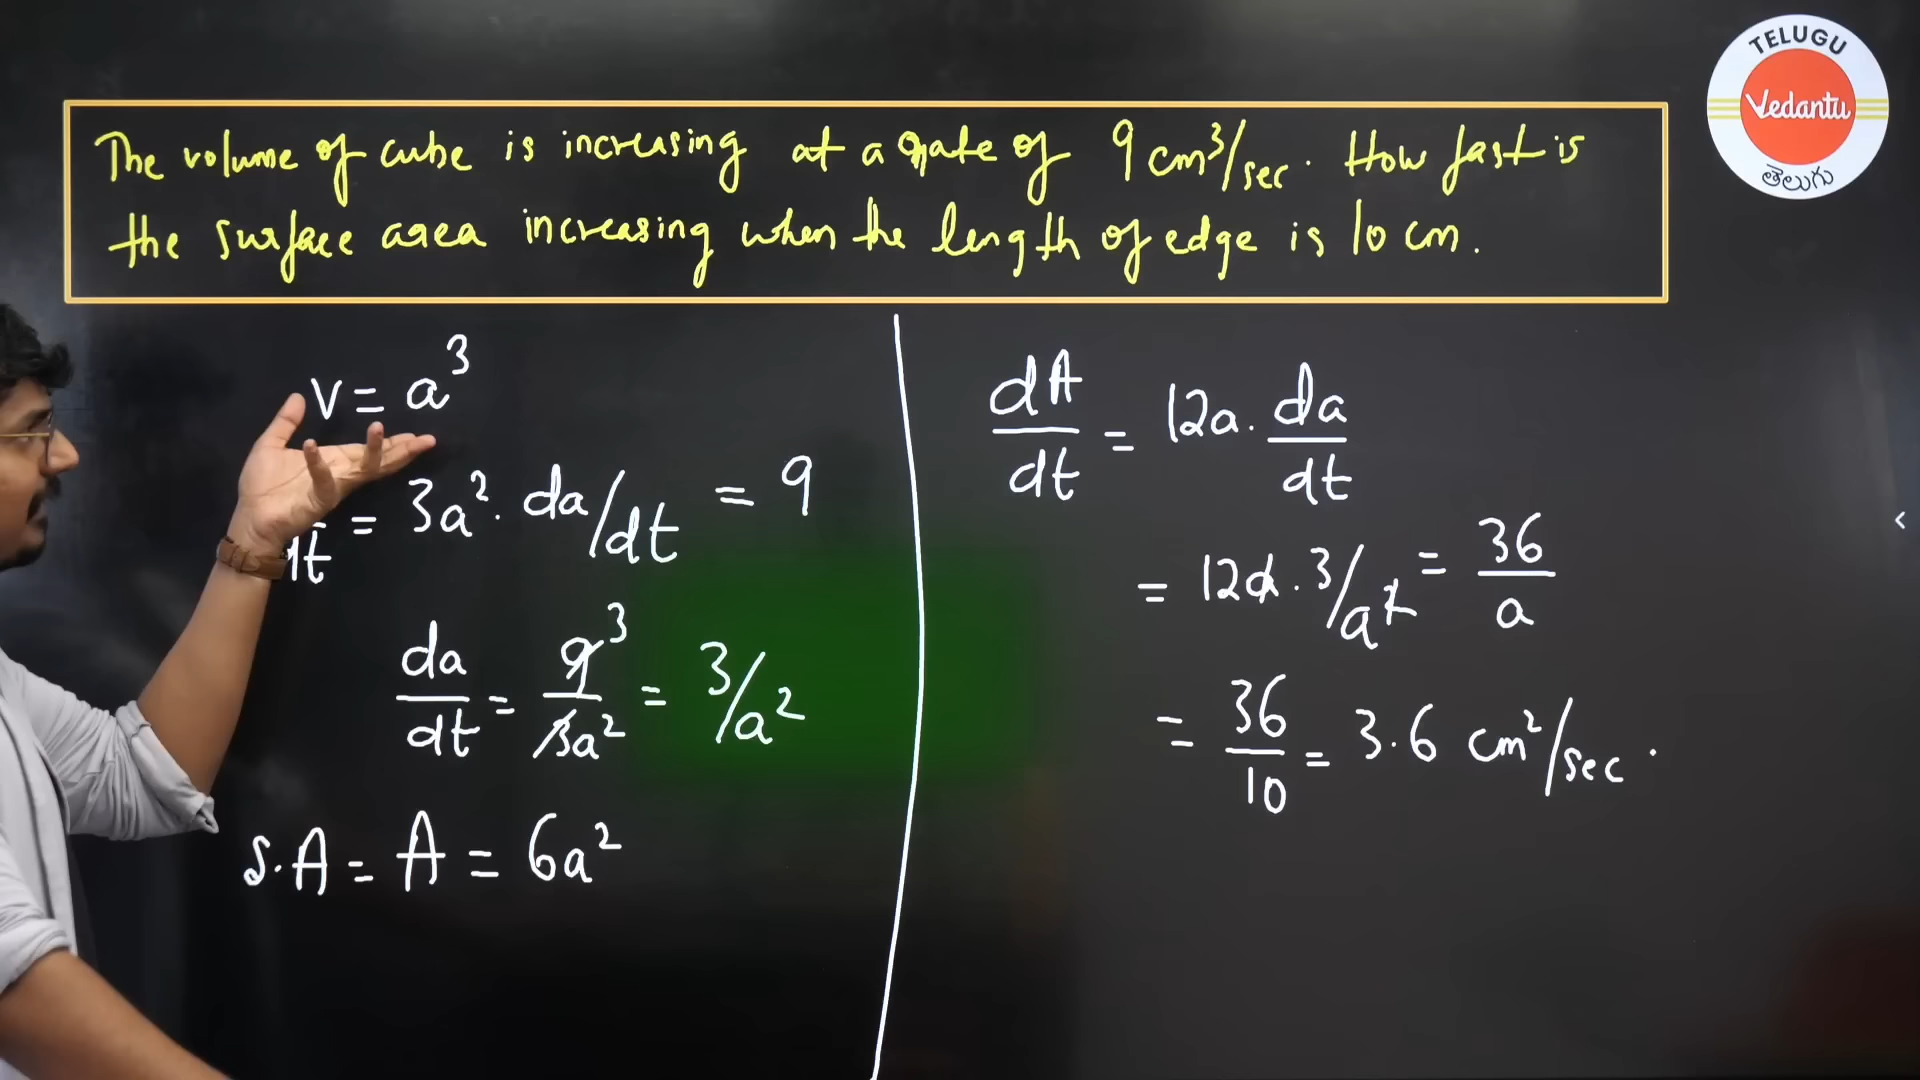 TELUGU
Vedantu
తెలుగు
The volume of cube is increasing at a rate of 9 cm³/sec. How fast is
the surface area increasing when the length of edge is 10 cm.
V = a³
dt = 3a². da/dt = 9
da/dt = 9³/3a² = 3/a²
S.A = A = 6a²
dA/dt = 12a. da/dt
= 12a. 3/a² = 36/a
= 36/10 = 3.6 cm²/sec.